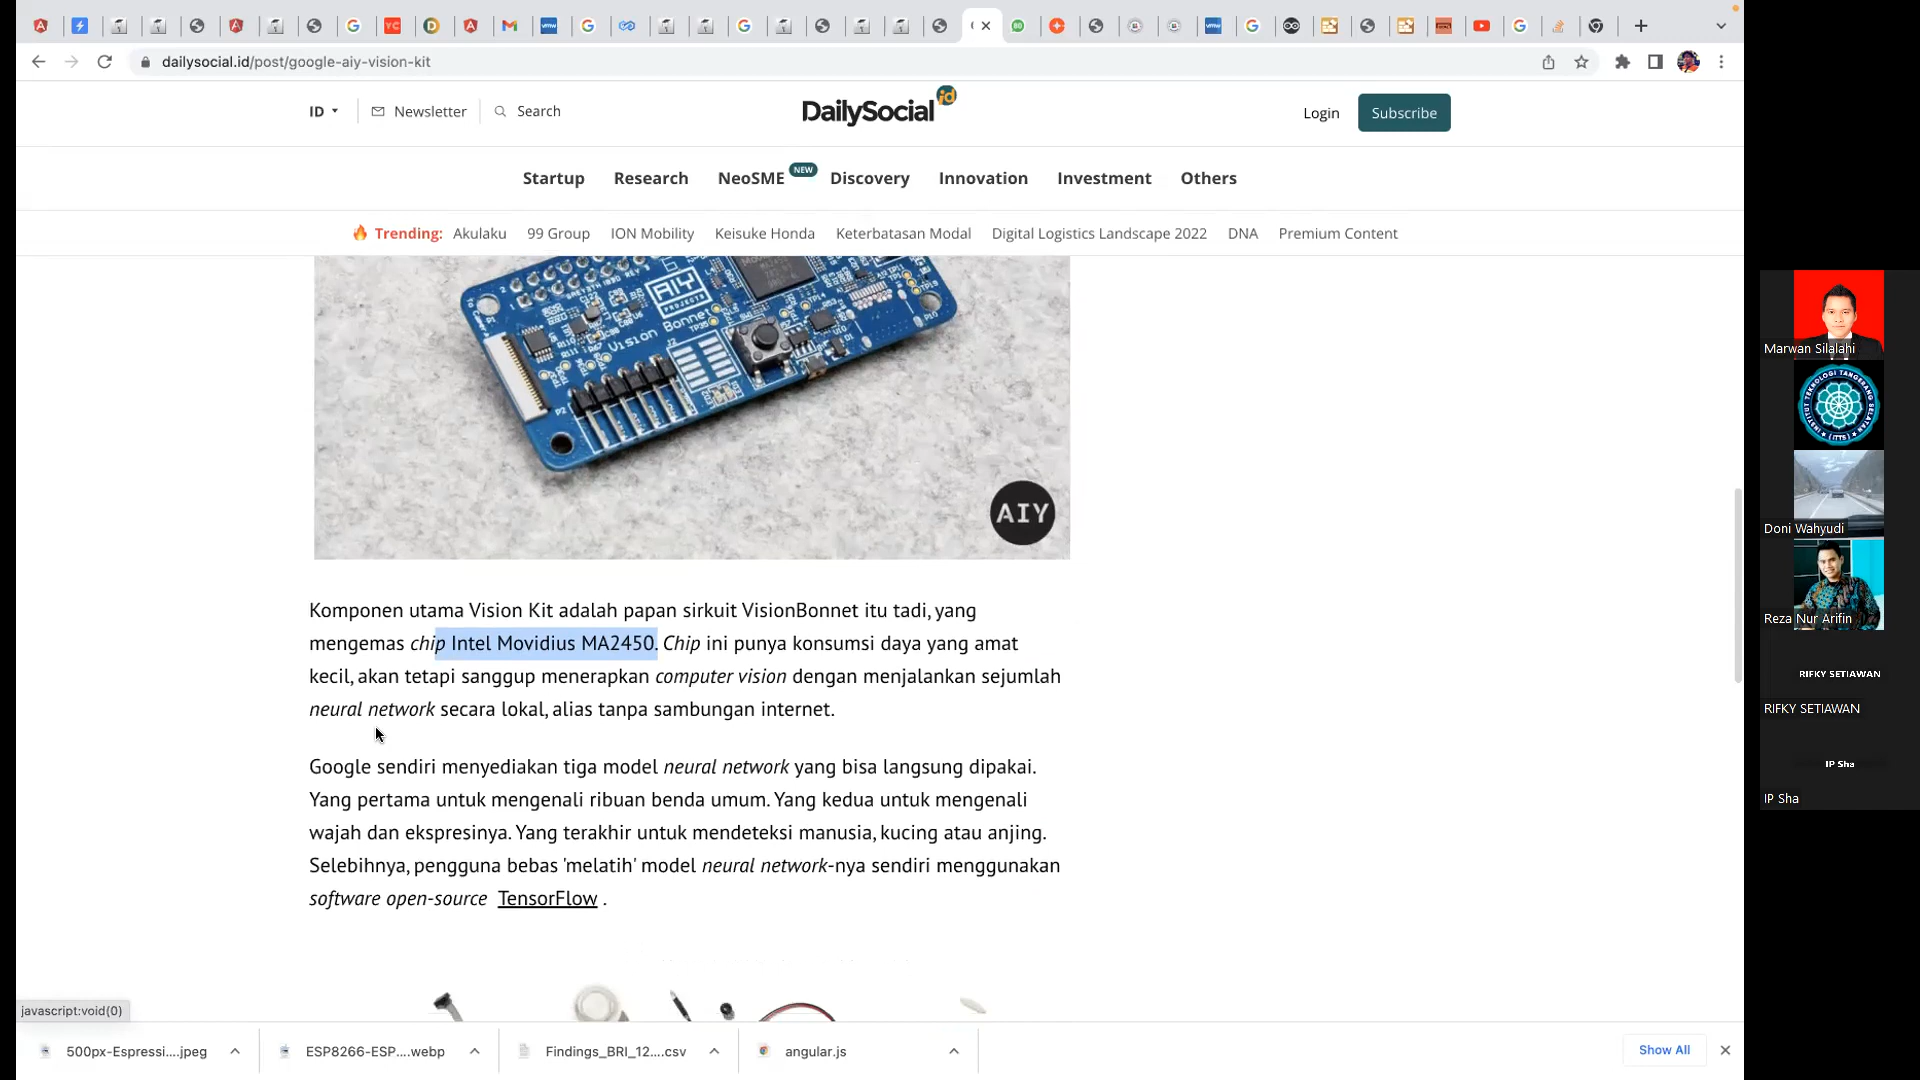 dailysocial.id/post/google-aiy-vision-kit
ID
Newsletter
Search
DailySocial id
Login
Subscribe
Startup
Research
NeoSME
NEW
Discovery
Innovation
Investment
Others
Trending:
Akulaku
99 Group
ION Mobility
Keisuke Honda
Keterbatasan Modal
Digital Logistics Landscape 2022
DNA
Premium Content
AIY
PROJECTS
Vision Bonnet
AIY
Komponen utama Vision Kit adalah papan sirkuit VisionBonnet itu tadi, yang
mengemas chip Intel Movidius MA2450. Chip ini punya konsumsi daya yang amat
kecil, akan tetapi sanggup menerapkan computer vision dengan menjalankan sejumlah
neural network secara lokal, alias tanpa sambungan internet.
Google sendiri menyediakan tiga model neural network yang bisa langsung dipakai.
Yang pertama untuk mengenali ribuan benda umum. Yang kedua untuk mengenali
wajah dan ekspresinya. Yang terakhir untuk mendeteksi manusia, kucing atau anjing.
Selebihnya, pengguna bebas 'melatih' model neural network-nya sendiri menggunakan
software open-source TensorFlow .
javascript:void(0)
500px-Espressi....jpeg
ESP8266-ESP....webp
Findings_BRI_12....csv
angular.js
Show All
Marwan Silalahi
INSTITUT TEKNOLOGI TANGERANG SELATAN
(ITTS)
Doni Wahyudi
Reza Nur Arifin
RIFKY SETIAWAN
RIFKY SETIAWAN
IP Sha
IP Sha